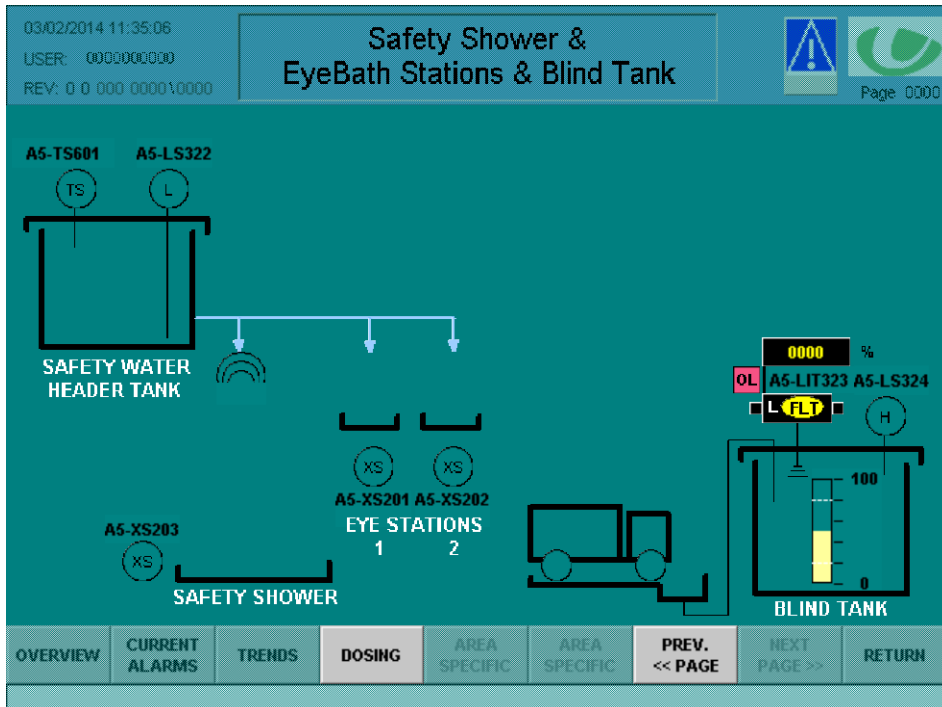 03/02/2014 11:35:06
USER: 0000000000
REV: 0 0 000 0000\0000
Safety Shower &
EyeBath Stations & Blind Tank
Page 0000
A5-TS601
A5-LS322
TS
L
SAFETY WATER
HEADER TANK
0000 %
OL A5-LIT323 A5-LS324
L FLT
H
XS
XS
A5-XS201 A5-XS202
EYE STATIONS
1 2
A5-XS203
XS
SAFETY SHOWER
100
0
BLIND TANK
OVERVIEW
CURRENT
ALARMS
TRENDS
DOSING
AREA
SPECIFIC
AREA
SPECIFIC
PREV.
<< PAGE
NEXT
PAGE >>
RETURN